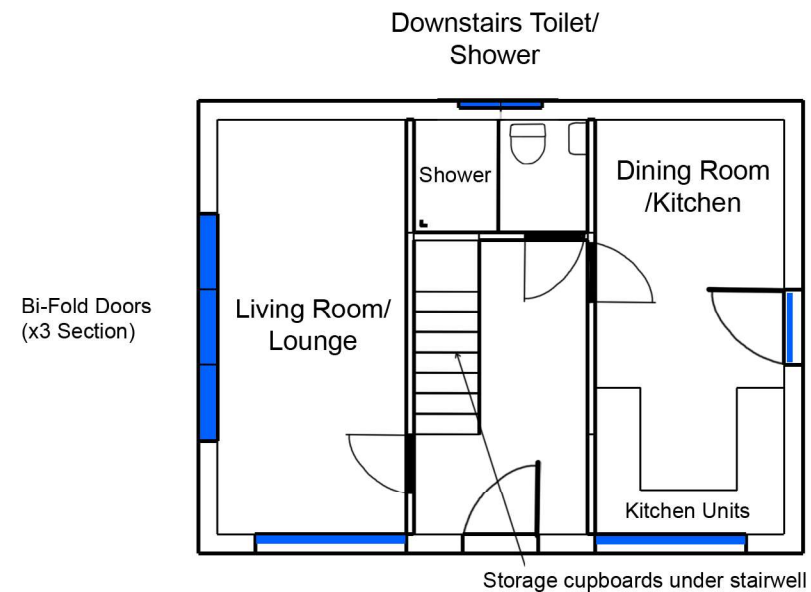 Downstairs Toilet/
Shower
Shower
Dining Room
/Kitchen
Bi-Fold Doors
(x3 Section)
Living Room/
Lounge
Kitchen Units
Storage cupboards under stairwell